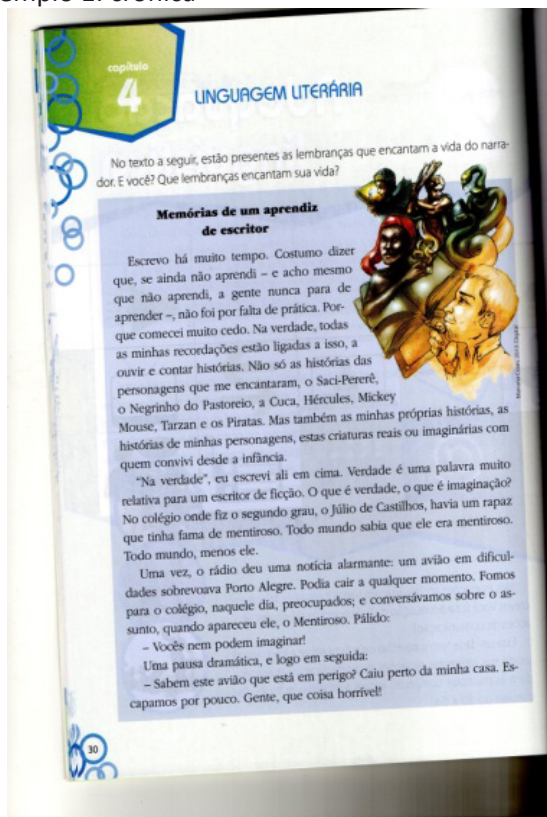 capítulo
4
LINGUAGEM LITERÁRIA
No texto a seguir, estão presentes as lembranças que encantam a vida do narra-
dor. E você? Que lembranças encantam sua vida?
Memórias de um aprendiz
de escritor
Escrevo há muito tempo. Costumo dizer
que, se ainda não aprendi – e acho mesmo
que não aprendi, a gente nunca para de
aprender –, não foi por falta de prática. Por-
que comecei muito cedo. Na verdade, todas
as minhas recordações estão ligadas a isso, a
ouvir e contar histórias. Não só as histórias das
personagens que me encantaram, o Saci-Pererê,
o Negrinho do Pastoreio, a Cuca, Hércules, Mickey
Mouse, Tarzan e os Piratas. Mas também as minhas próprias histórias, as
histórias de minhas personagens, estas criaturas reais ou imaginárias com
quem convivi desde a infância.
"Na verdade", eu escrevi ali em cima. Verdade é uma palavra muito
relativa para um escritor de ficção. O que é verdade, o que é imaginação?
No colégio onde fiz o segundo grau, o Júlio de Castilhos, havia um rapaz
que tinha fama de mentiroso. Todo mundo sabia que ele era mentiroso.
Todo mundo, menos ele.
Uma vez, o rádio deu uma notícia alarmante: um avião em dificul-
dades sobrevoava Porto Alegre. Podia cair a qualquer momento. Fomos
para o colégio, naquele dia, preocupados; e conversávamos sobre o as-
sunto, quando apareceu ele, o Mentiroso. Pálido:
– Vocês nem podem imaginar!
Uma pausa dramática, e logo em seguida:
– Sabem este avião que está em perigo? Caiu perto da minha casa. Es-
capamos por pouco. Gente, que coisa horrível!
30